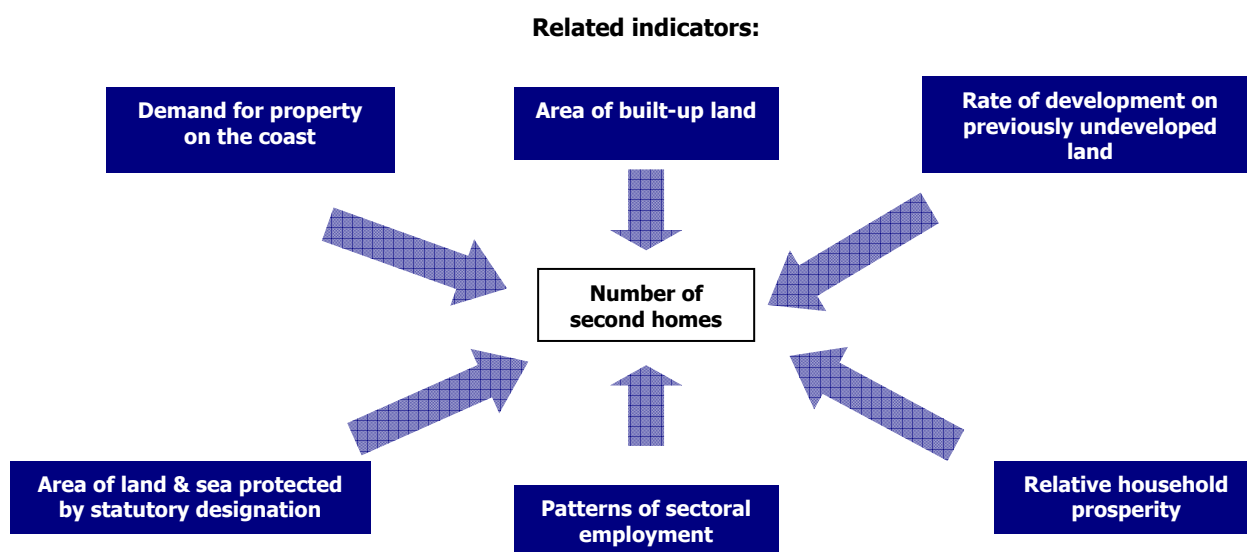 Related indicators:
Demand for property
on the coast
Area of built-up land
Rate of development on
previously undeveloped
land
Number of
second homes
Area of land & sea protected
by statutory designation
Patterns of sectoral
employment
Relative household
prosperity